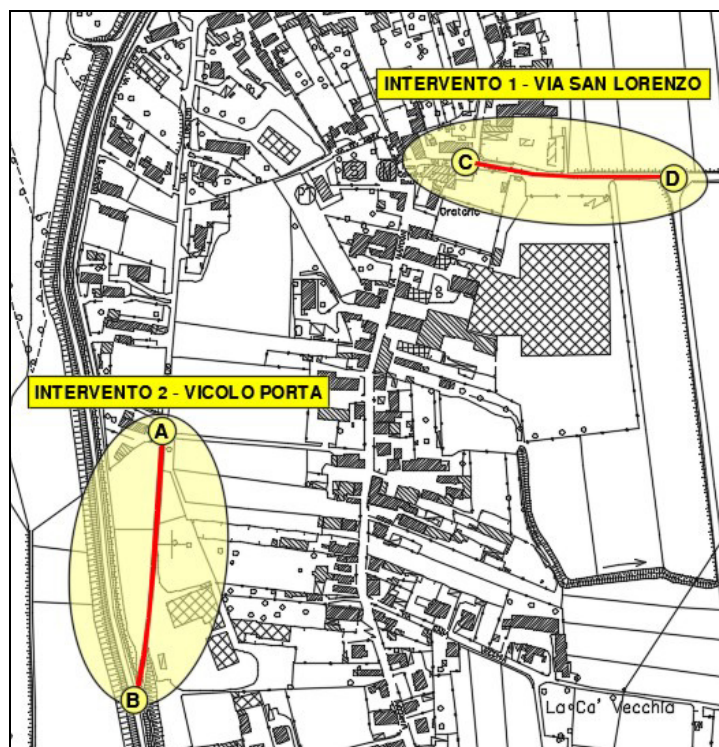 INTERVENTO 1 - VIA SAN LORENZO
C
D
Oratorio
INTERVENTO 2 - VICOLO PORTA
A
B
La Ca' Vecchia